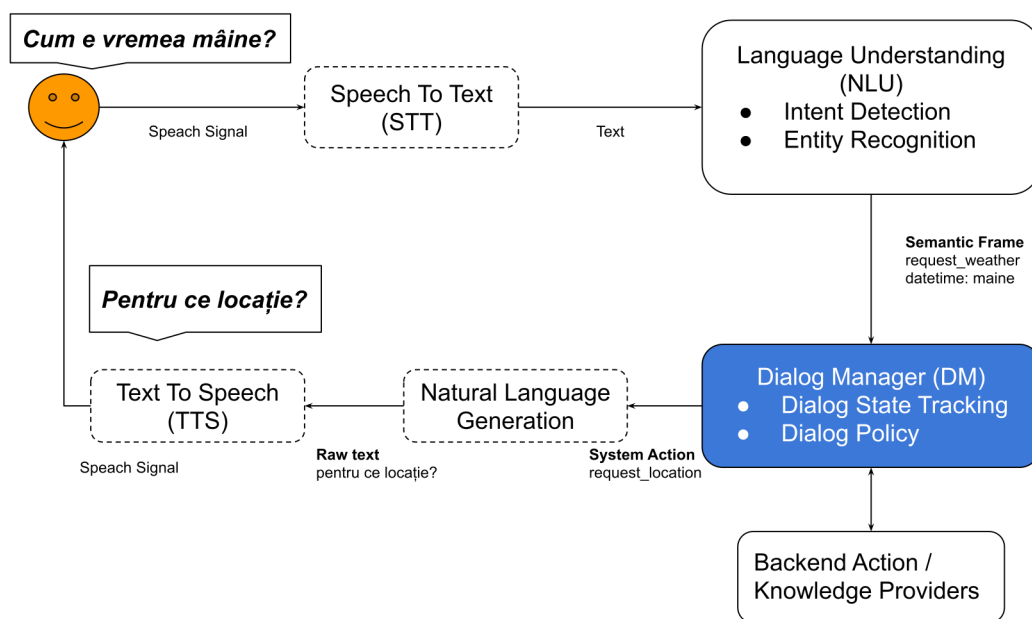 Cum e vremea mâine?
Speech To Text
(STT)
Speach Signal
Text
Language Understanding
(NLU)
● Intent Detection
● Entity Recognition
Semantic Frame
request_weather
datetime: maine
Pentru ce locație?
Text To Speech
(TTS)
Speach Signal
Natural Language
Generation
Raw text
pentru ce locație?
System Action
request_location
Dialog Manager (DM)
● Dialog State Tracking
● Dialog Policy
Backend Action /
Knowledge Providers